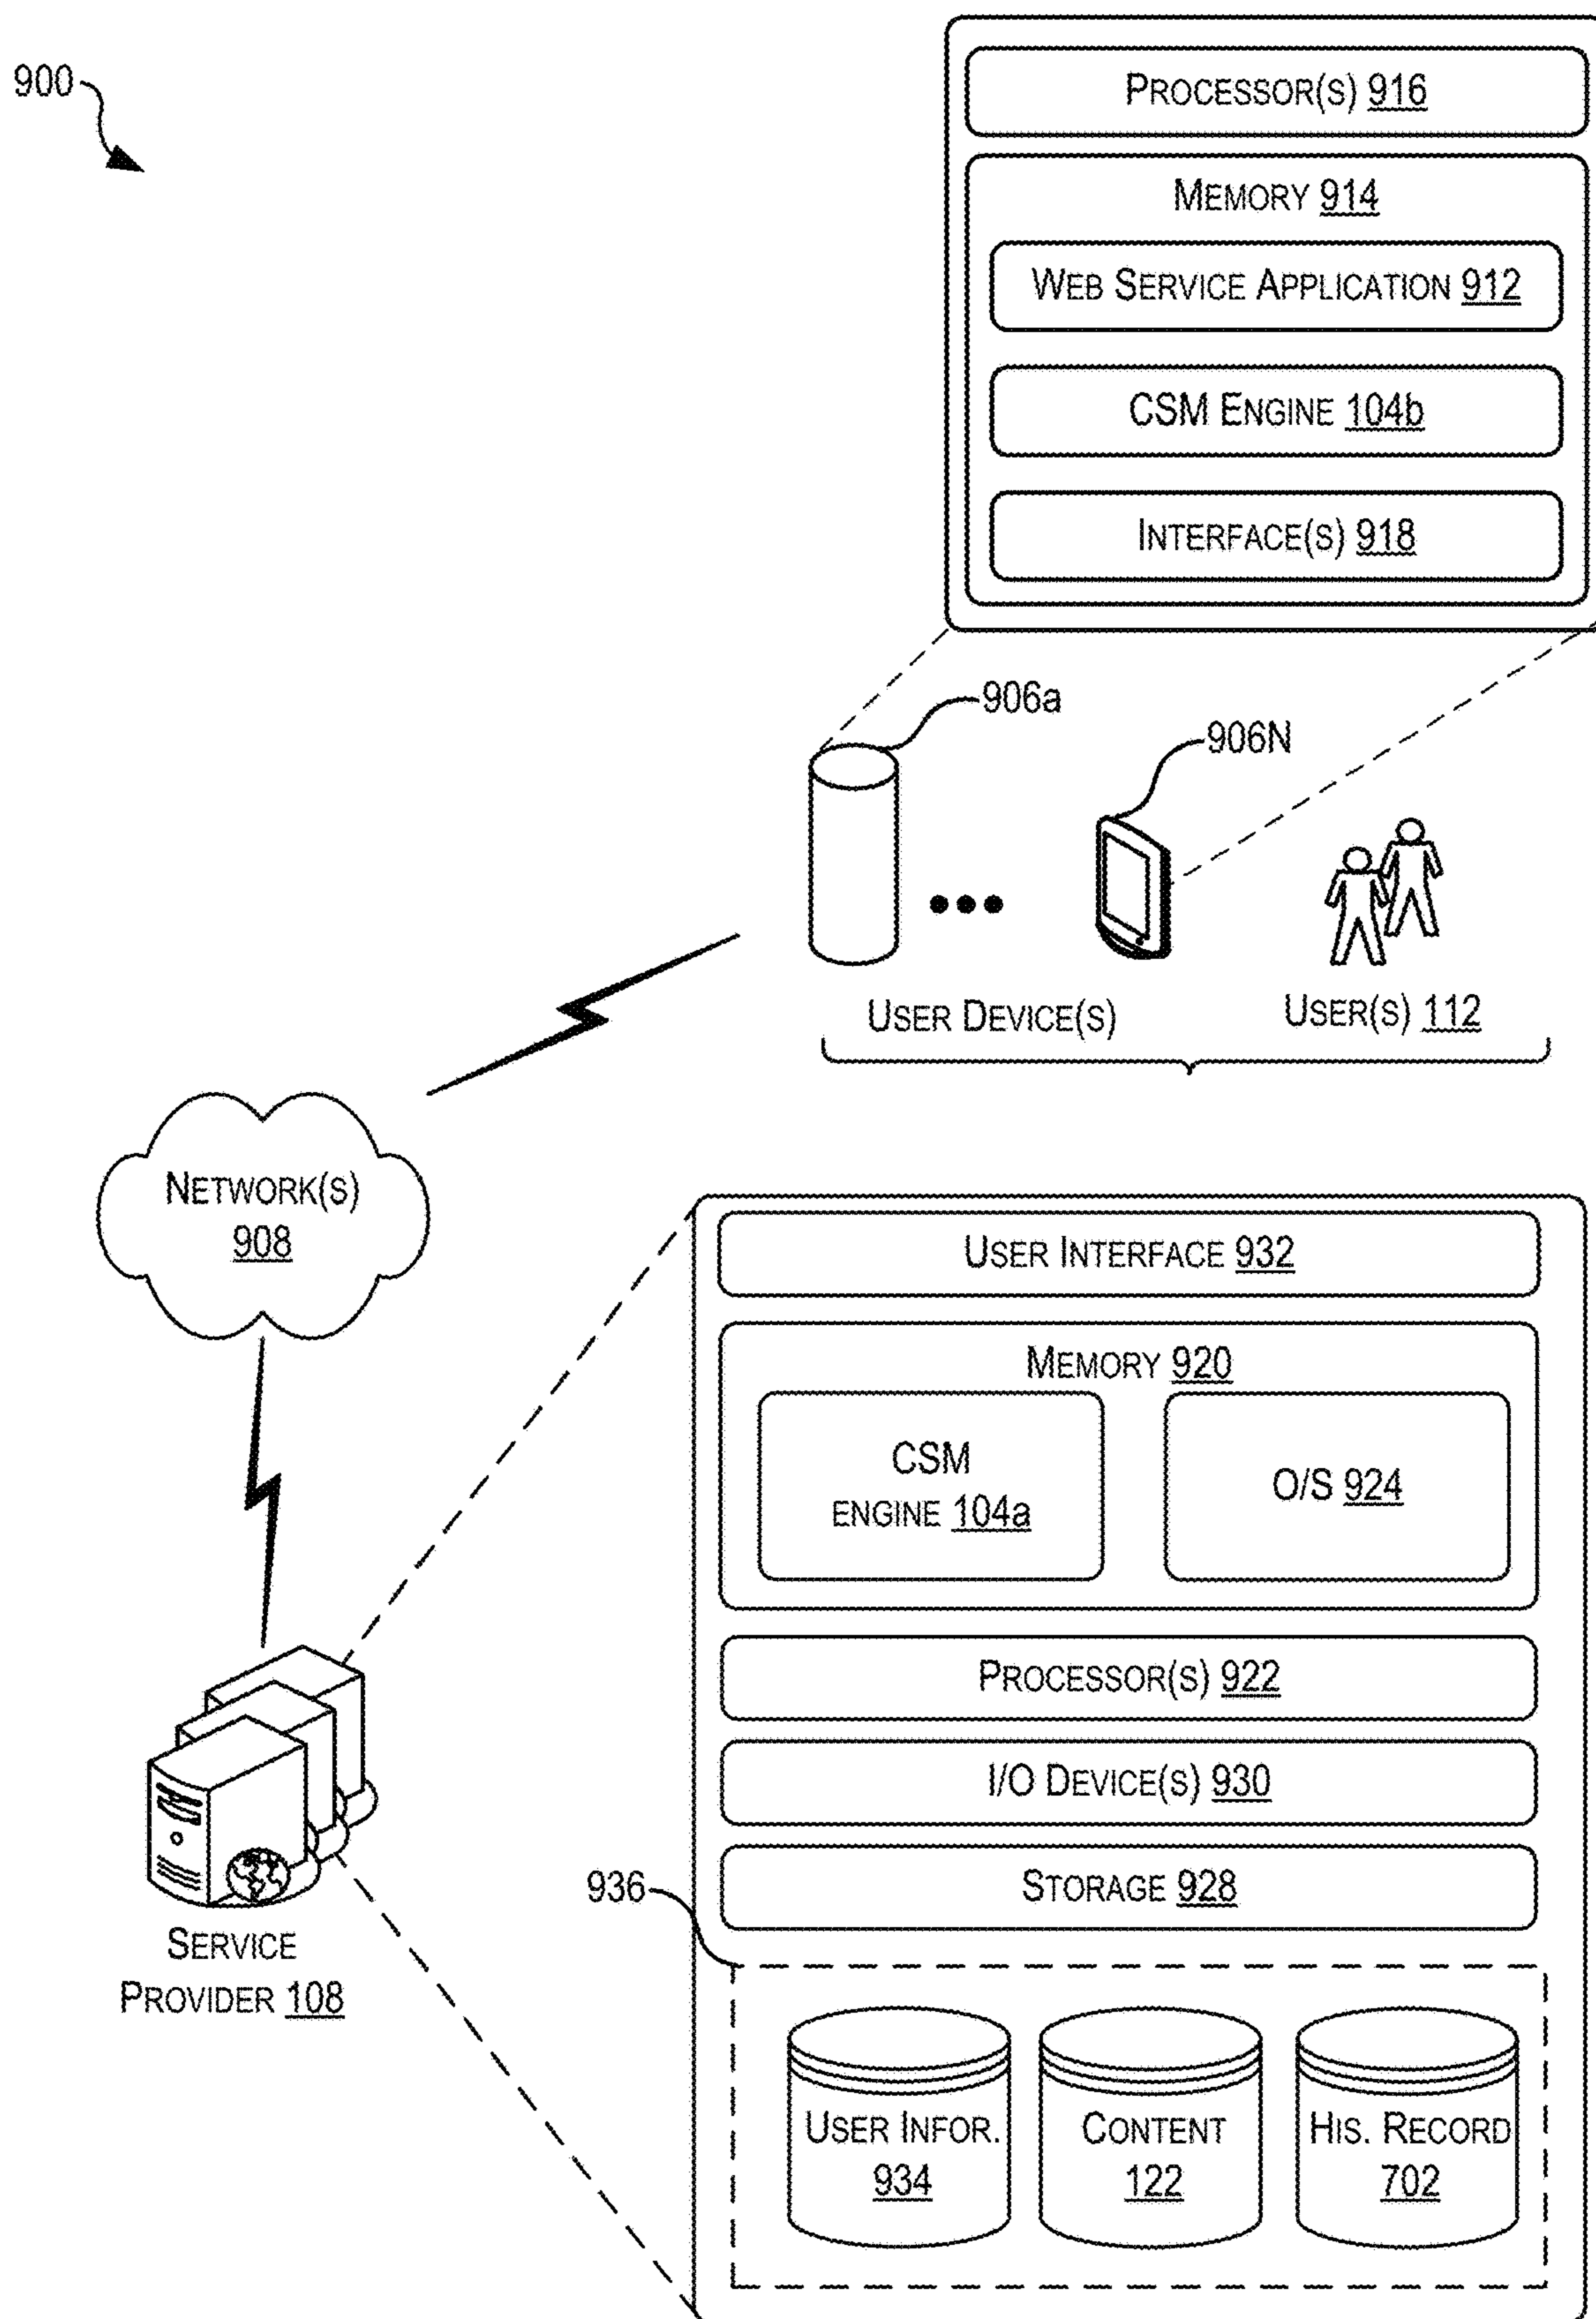 900
PROCESSOR(S) 916
MEMORY 914
WEB SERVICE APPLICATION 912
CSM ENGINE 104b
INTERFACE(S) 918
906a
906N
USER DEVICE(S)
USER(S) 112
NETWORK(S)
908
USER INTERFACE 932
MEMORY 920
CSM
ENGINE 104a
O/S 924
PROCESSOR(S) 922
I/O DEVICE(S) 930
STORAGE 928
936
SERVICE
PROVIDER 108
USER INFOR.
934
CONTENT
122
HIS. RECORD
702